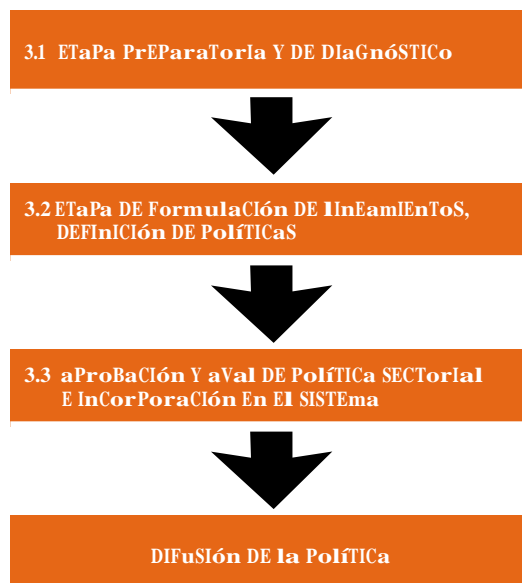 3.1 ETaPa PrEParaTorIa Y DE DIaGnóSTICo
3.2 ETaPa DE FormulaCIón DE lInEamIEnToS,
DEFInICIón DE PolíTICaS
3.3 aProBaCIón Y aVal DE PolíTICa SECTorIal
E InCorPoraCIón En El SISTEma
DIFuSIón DE la PolíTICa